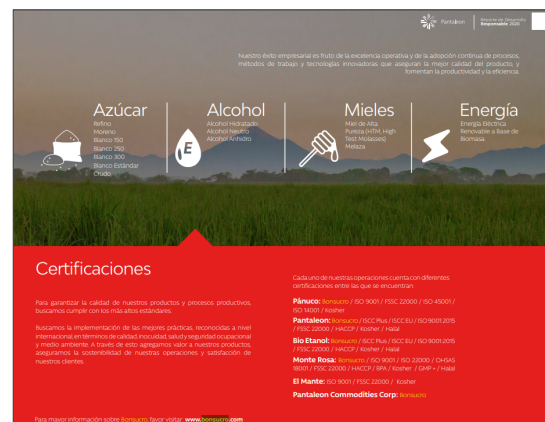 Pantaleon
Reporte de Desarrollo
Responsable 2020
Nuestro éxito empresarial es fruto de la excelencia operativa y de la adopción continua de procesos,
métodos de trabajo y tecnologías innovadoras que aseguran la mejor calidad del producto, y
fomentan la productividad y la eficiencia.
Azúcar
Refino
Moreno
Blanco 150
Blanco 250
Blanco 300
Blanco Estándar
Crudo
E
Alcohol
Alcohol Hidratado
Alcohol Neutro
Alcohol Anhidro
Mieles
Miel de Alta
Pureza (HTM, High
Test Molasses)
Melaza
Energía
Energía Eléctrica
Renovable a Base de
Biomasa.
Certificaciones
Para garantizar la calidad de nuestros productos y procesos productivos,
buscamos cumplir con los más altos estándares.
Buscamos la implementación de las mejores prácticas, reconocidas a nivel
internacional, en términos de calidad, inocuidad, salud y seguridad ocupacional
y medio ambiente. A través de esto agregamos valor a nuestros productos,
aseguramos la sostenibilidad de nuestras operaciones y satisfacción de
nuestros clientes.
Para mayor información sobre Bonsucro, favor visitar: www.bonsucro.com
Cada uno de nuestras operaciones cuenta con diferentes
certificaciones entre las que se encuentran:
Pánuco: Bonsucro / ISO 9001 / FSSC 22000 / ISO 45001 /
ISO 14001 / Kosher
Pantaleon: Bonsucro / ISCC Plus / ISCC EU / ISO 9001:2015
/ FSSC 22000 / HACCP / Kosher / Halal
Bio Etanol: Bonsucro / ISCC Plus / ISCC EU / ISO 9001:2015
/ FSSC 22000 / HACCP / Kosher / Halal
Monte Rosa: Bonsucro / ISO 9001 / ISO 22000 / OHSAS
18001 / FSSC 22000 / HACCP / BPA / Kosher / GMP + / Halal
El Mante: ISO 9001 / FSSC 22000 / Kosher
Pantaleon Commodities Corp: Bonsucro